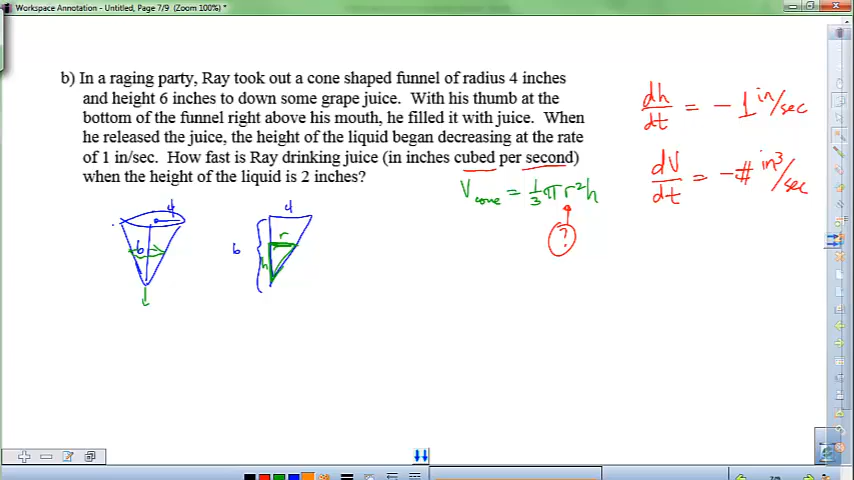 Workspace Annotation - Untitled, Page 7/9 (Zoom 100%) *
b) In a raging party, Ray took out a cone shaped funnel of radius 4 inches
and height 6 inches to down some grape juice. With his thumb at the
bottom of the funnel right above his mouth, he filled it with juice. When
he released the juice, the height of the liquid began decreasing at the rate
of 1 in/sec. How fast is Ray drinking juice (in inches cubed per second)
when the height of the liquid is 2 inches?
dh/dt = -1 in/sec
dV/dt = -# in³/sec
V cone = 1/3 πr²h
?
4
6
4
r
6
h
7/9